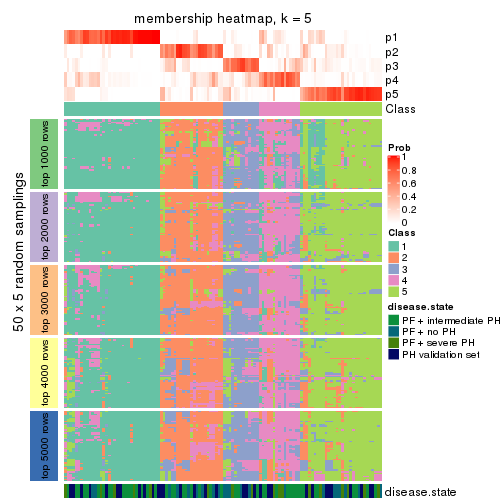 membership heatmap, k = 5
p1
p2
p3
p4
p5
Class
50 x 5 random samplings
top 1000 rows
top 2000 rows
top 3000 rows
top 4000 rows
top 5000 rows
Prob
1
0.8
0.6
0.4
0.2
0
Class
1
2
3
4
5
disease.state
PF+ intermediate PH
PF+ no PH
PF+ severe PH
PH validation set
disease.state